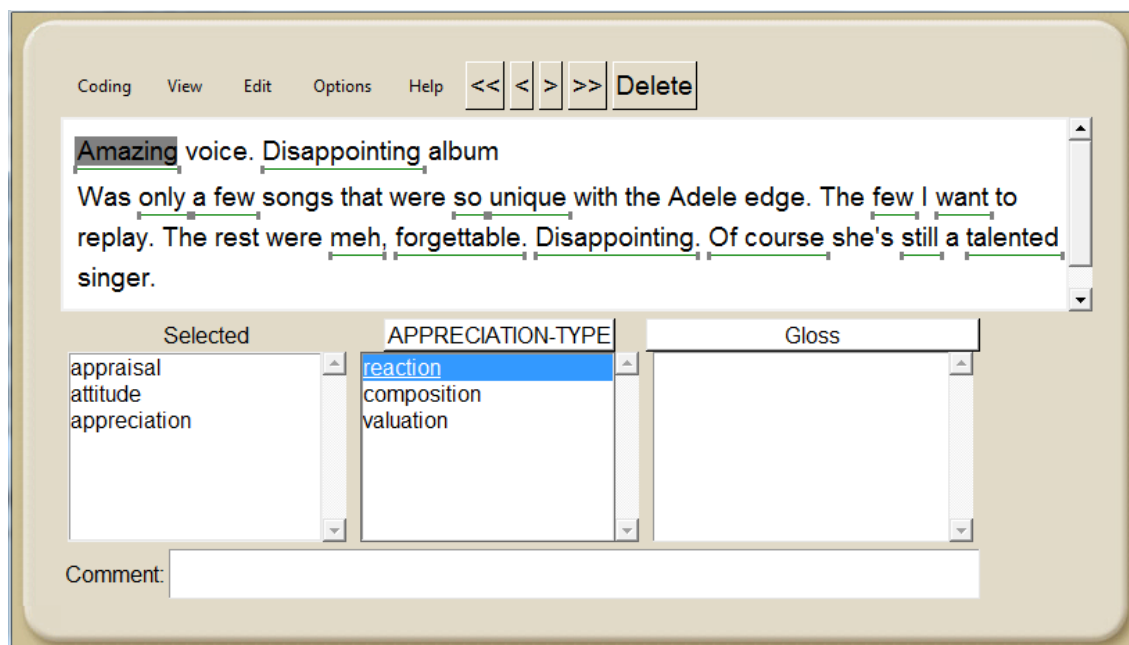 Coding View Edit Options Help << < > >> Delete
Amazing voice. Disappointing album
Was only a few songs that were so unique with the Adele edge. The few I want to
replay. The rest were meh, forgettable. Disappointing. Of course she's still a talented
singer.
Selected APPRECIATION-TYPE Gloss
appraisal reaction
attitude composition
appreciation valuation
Comment: